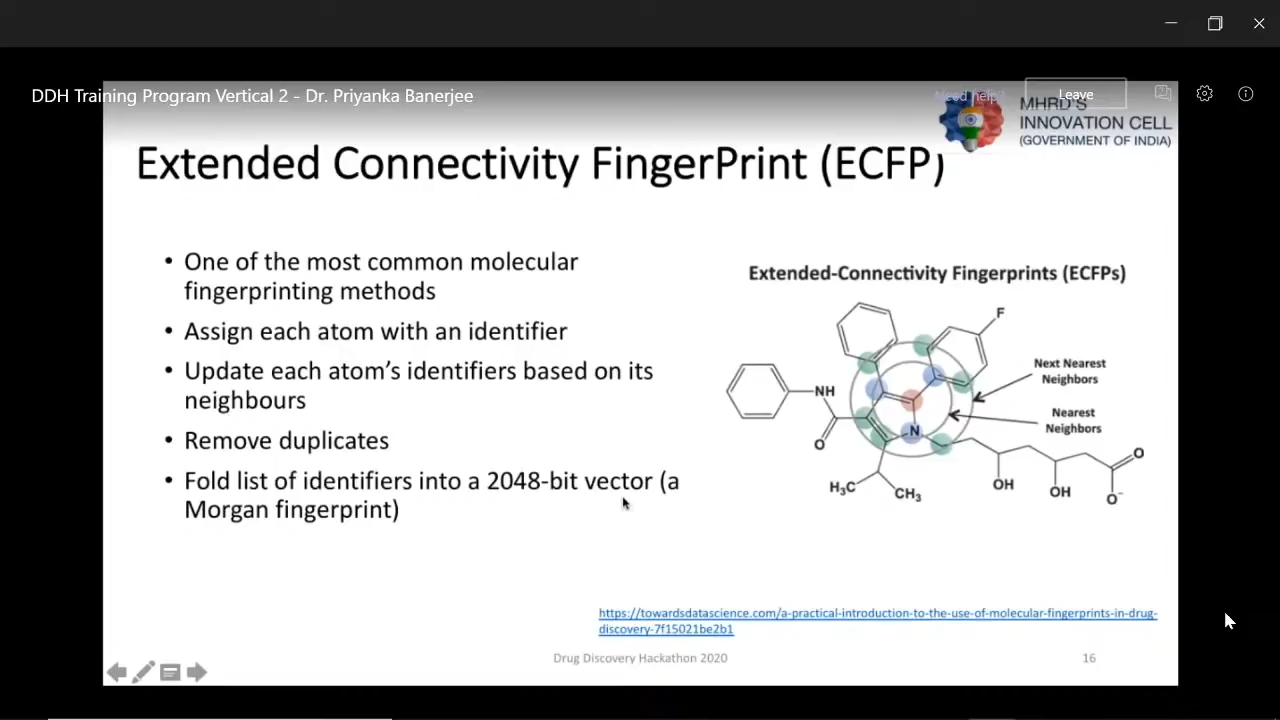 DDH Training Program Vertical 2 - Dr. Priyanka Banerjee
Need help?
Leave
MHRD'S
INNOVATION CELL
(GOVERNMENT OF INDIA)
Extended Connectivity FingerPrint (ECFP)
• One of the most common molecular
fingerprinting methods
• Assign each atom with an identifier
• Update each atom's identifiers based on its
neighbours
• Remove duplicates
• Fold list of identifiers into a 2048-bit vector (a
Morgan fingerprint)
Extended-Connectivity Fingerprints (ECFPs)
F
Next Nearest
Neighbors
NH
Nearest
Neighbors
N
O
O
H₃C
CH₃
OH
OH
O⁻
https://towardsdatascience.com/a-practical-introduction-to-the-use-of-molecular-fingerprints-in-drug-
discovery-7f15021be2b1
Drug Discovery Hackathon 2020
16